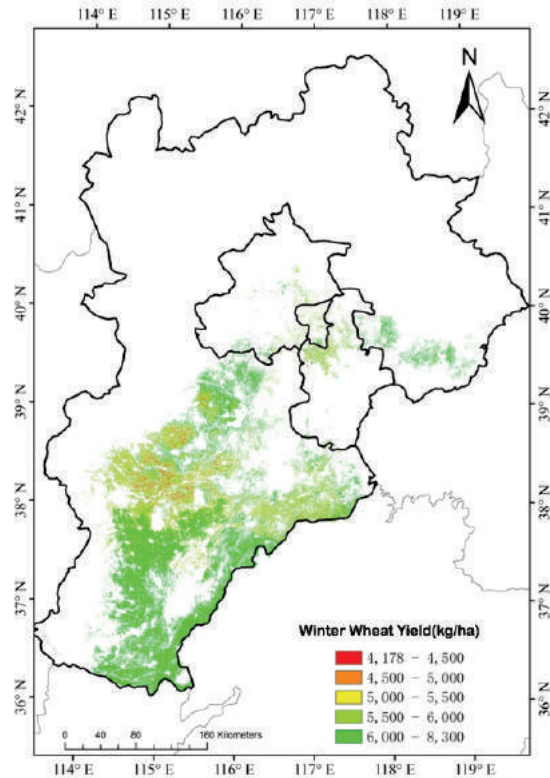 114° E 115° E 116° E 117° E 118° E 119° E
N
42° N 42° N
41° N 41° N
40° N 40° N
39° N 39° N
38° N 38° N
37° N 37° N
36° N 36° N
Winter Wheat Yield(kg/ha)
4,178 - 4,500
4,500 - 5,000
5,000 - 5,500
5,500 - 6,000
6,000 - 8,300
0 40 80 160 Kilometers
114° E 115° E 116° E 117° E 118° E 119° E